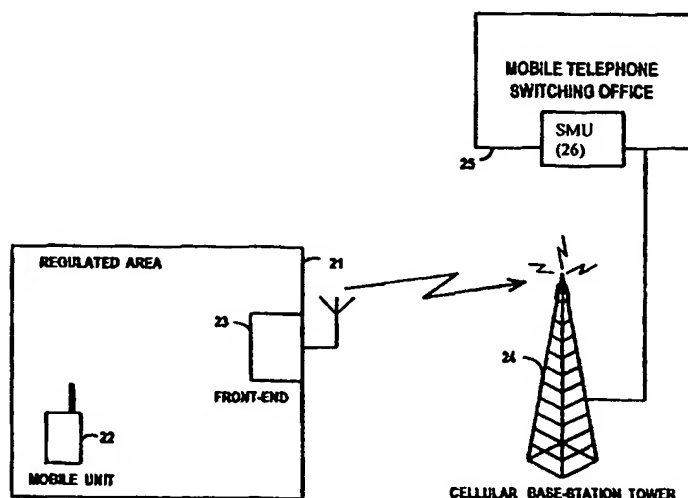 MOBILE TELEPHONE
SWITCHING OFFICE
SMU
(26)
25
REGULATED AREA
21
23
FRONT-END
24
22
MOBILE UNIT
CELLULAR BASE-STATION TOWER